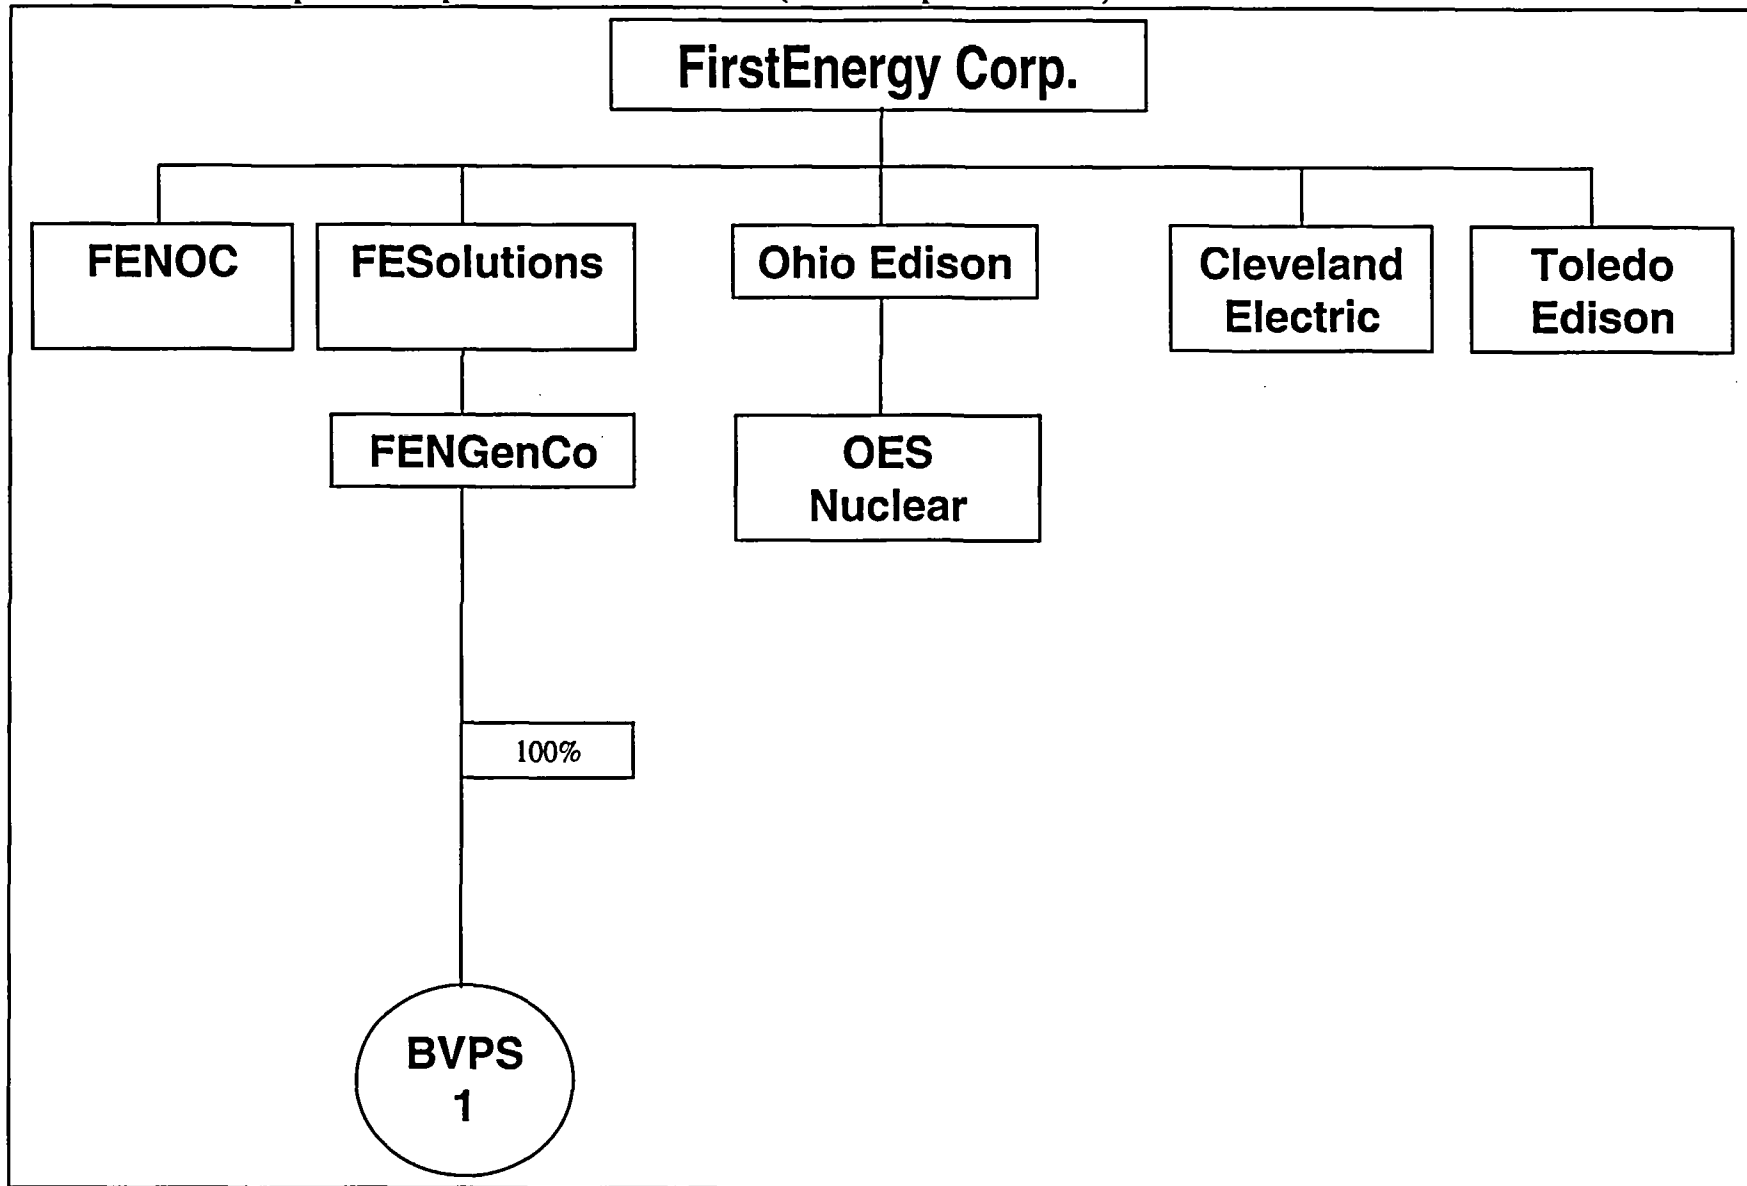 FirstEnergy Corp.
FENOC
FESolutions
Ohio Edison
Cleveland
Electric
Toledo
Edison
FENGenCo
OES
Nuclear
100%
BVPS
1